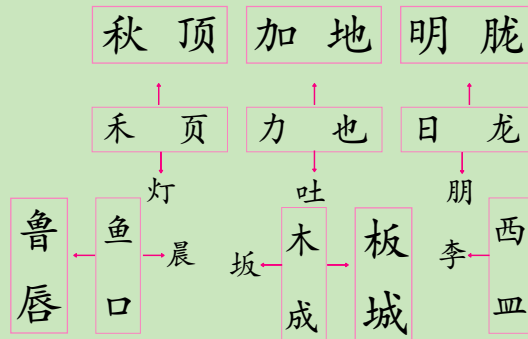 秋 顶 加 地 明 胧
禾 页 力 也 日 龙
灯 吐 朋
鲁 鱼 木 板 西
晨 坂 李
唇 口 成 城 皿